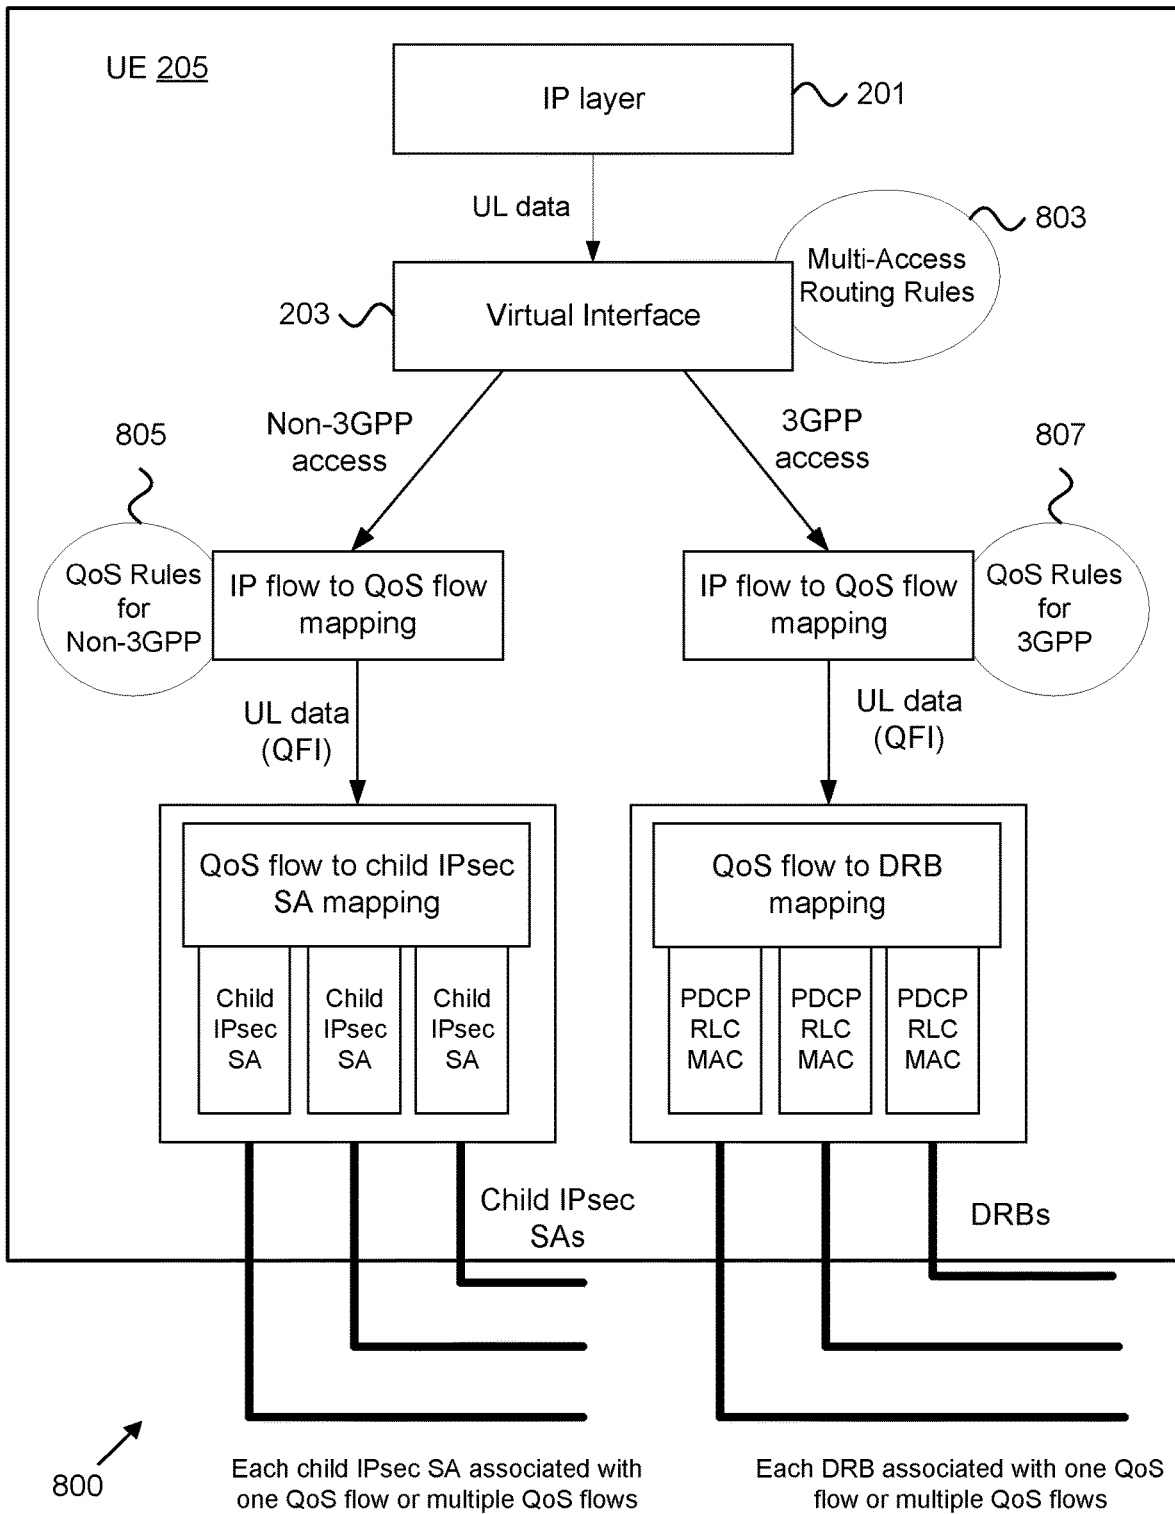 UE 205
IP layer
201
UL data
803
Multi-Access
Routing Rules
203
Virtual Interface
Non-3GPP
access
3GPP
access
805
807
QoS Rules
for
Non-3GPP
IP flow to QoS flow
mapping
IP flow to QoS flow
mapping
QoS Rules
for
3GPP
UL data
(QFI)
UL data
(QFI)
QoS flow to child IPsec
SA mapping
QoS flow to DRB
mapping
Child
IPsec
SA
Child
IPsec
SA
Child
IPsec
SA
PDCP
RLC
MAC
PDCP
RLC
MAC
PDCP
RLC
MAC
Child IPsec
SAs
DRBs
800
Each child IPsec SA associated with
one QoS flow or multiple QoS flows
Each DRB associated with one QoS
flow or multiple QoS flows